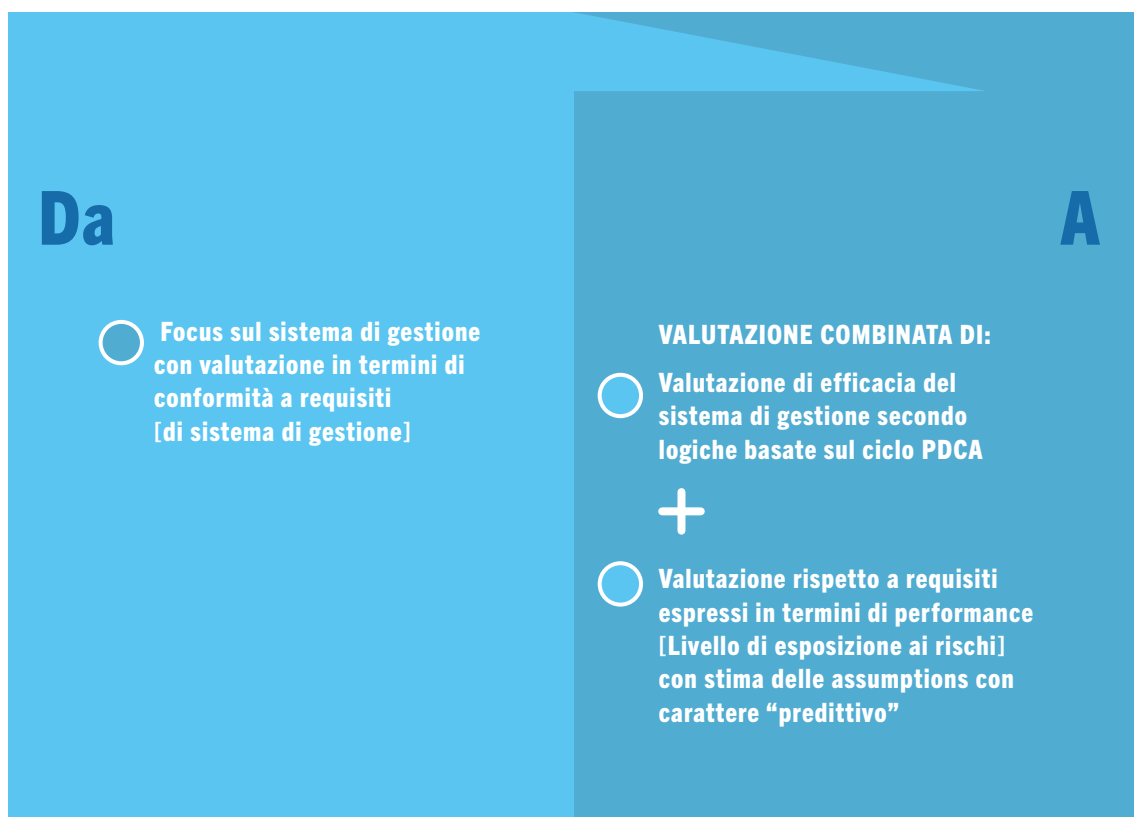 Da
Focus sul sistema di gestione
con valutazione in termini di
conformità a requisiti
[di sistema di gestione]
A
VALUTAZIONE COMBINATA DI:
Valutazione di efficacia del
sistema di gestione secondo
logiche basate sul ciclo PDCA
+
Valutazione rispetto a requisiti
espressi in termini di performance
[Livello di esposizione ai rischi]
con stima delle assumptions con
carattere “predittivo”